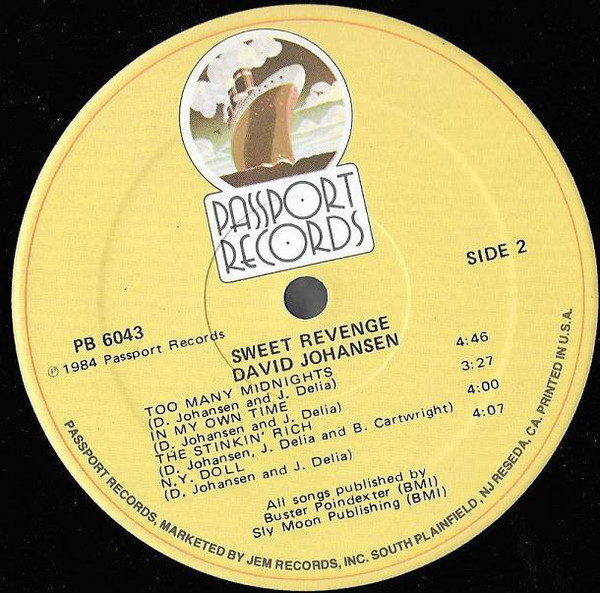 PASSPORT
RECORDS
SIDE 2
PB 6043
℗ 1984 Passport Records
SWEET REVENGE
DAVID JOHANSEN
TOO MANY MIDNIGHTS 4:46
(D. Johansen and J. Delia)
IN MY OWN TIME 3:27
(D. Johansen and J. Delia)
THE STINKIN' RICH 4:00
(D. Johansen, J. Delia and B. Cartwright)
N.Y. DOLL 4:07
(D. Johansen and J. Delia)
All songs published by
Buster Poindexter (BMI)
Sly Moon Publishing (BMI)
PASSPORT RECORDS, MARKETED BY JEM RECORDS, INC. SOUTH PLAINFIELD, NJ RESEDA, CA. PRINTED IN U.S.A.